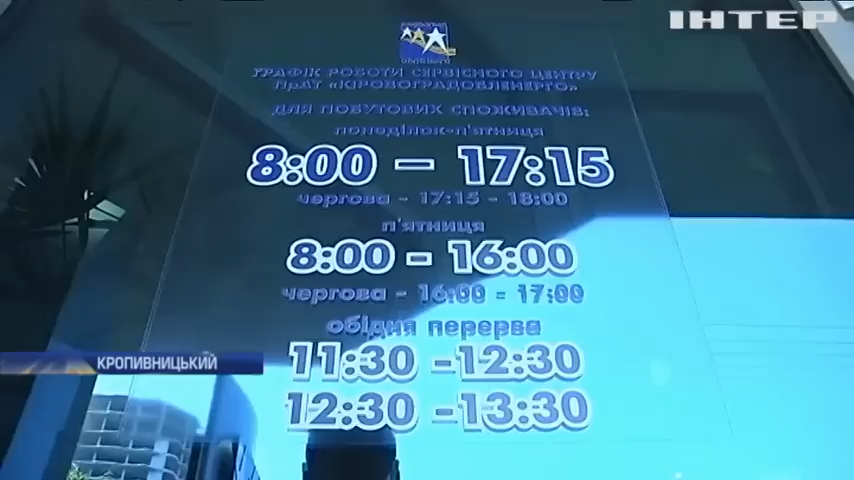 ІНТЕР
ГРАФІК РОБОТИ СЕРВІСНОГО ЦЕНТРУ
ПрАТ «КІРОВОГРАДОБЛЕНЕРГО»
ДЛЯ ПОБУТОВИХ СПОЖИВАЧІВ:
понеділок-п'ятниця
8:00 – 17:15
чергова - 17:15 - 18:00
п'ятниця
8:00 – 16:00
чергова - 16:00 - 17:00
обідня перерва
11:30 -12:30
12:30 -13:30
КРОПИВНИЦЬКИЙ